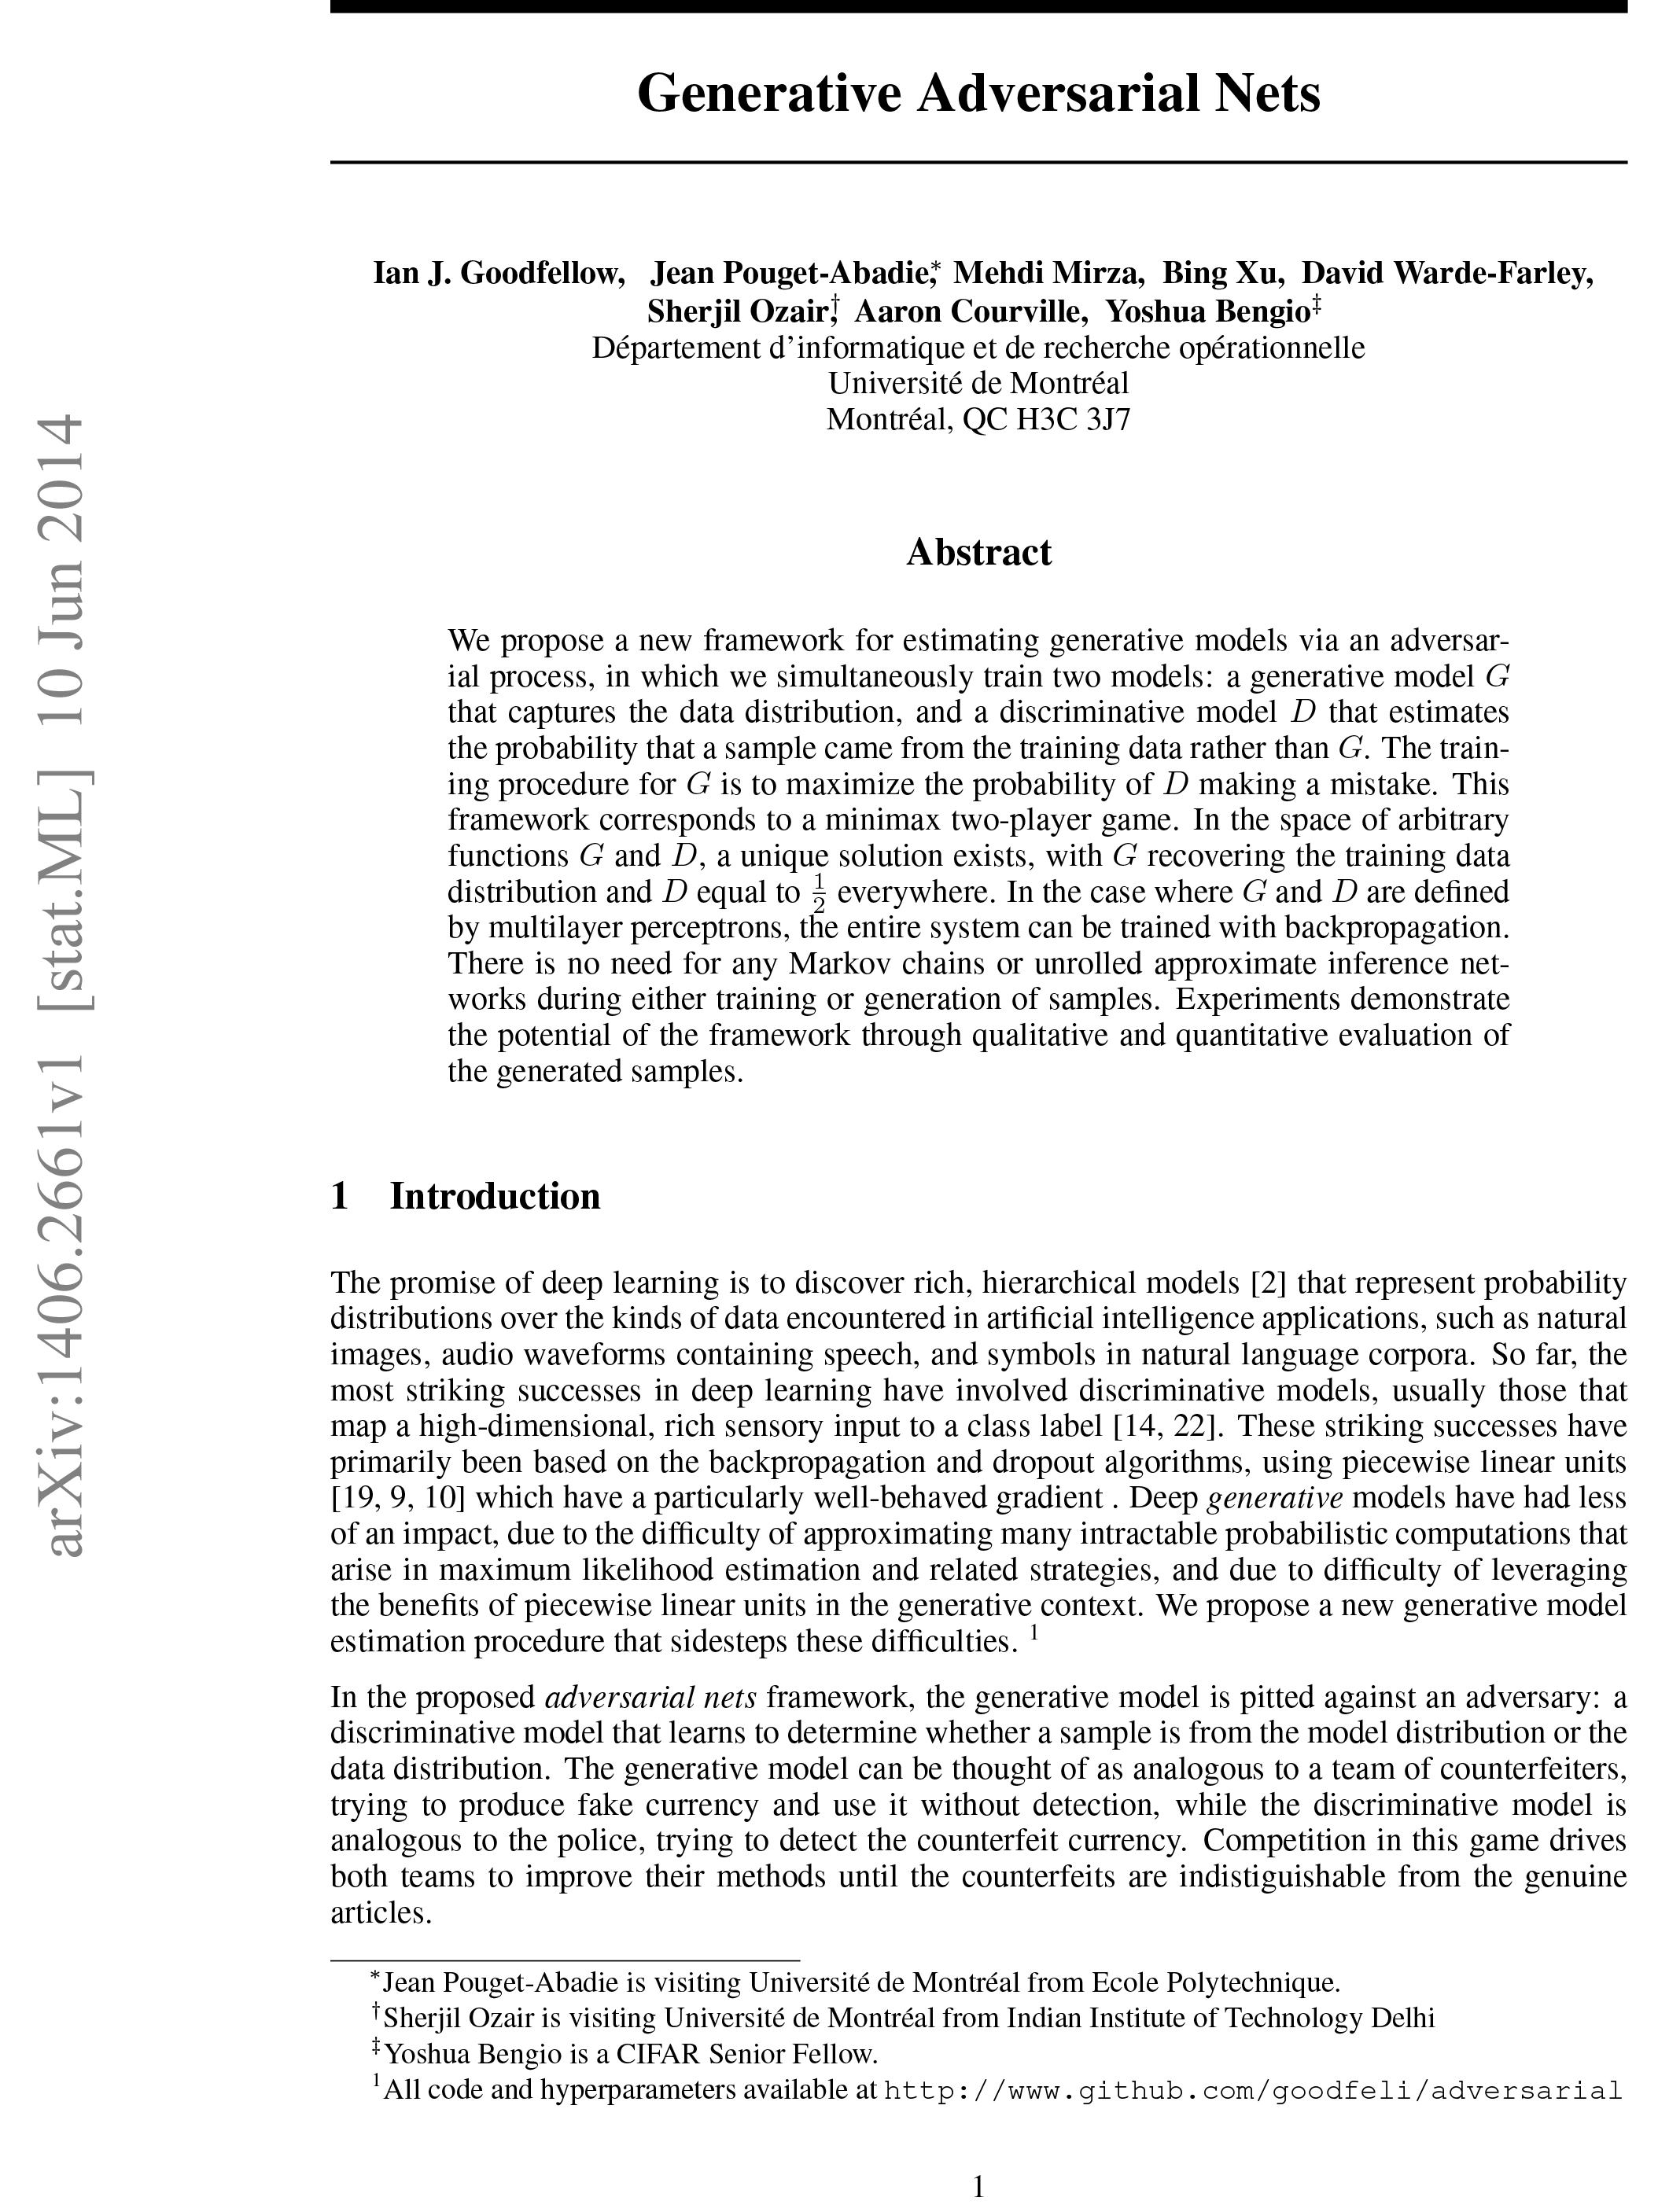 Generative Adversarial Nets
Ian J. Goodfellow, Jean Pouget-Abadie,* Mehdi Mirza, Bing Xu, David Warde-Farley,
Sherjil Ozair,† Aaron Courville, Yoshua Bengio‡
Département d'informatique et de recherche opérationnelle
Université de Montréal
Montréal, QC H3C 3J7
Abstract
We propose a new framework for estimating generative models via an adversar-
ial process, in which we simultaneously train two models: a generative model G
that captures the data distribution, and a discriminative model D that estimates
the probability that a sample came from the training data rather than G. The train-
ing procedure for G is to maximize the probability of D making a mistake. This
framework corresponds to a minimax two-player game. In the space of arbitrary
functions G and D, a unique solution exists, with G recovering the training data
distribution and D equal to 1/2 everywhere. In the case where G and D are defined
by multilayer perceptrons, the entire system can be trained with backpropagation.
There is no need for any Markov chains or unrolled approximate inference net-
works during either training or generation of samples. Experiments demonstrate
the potential of the framework through qualitative and quantitative evaluation of
the generated samples.
1 Introduction
The promise of deep learning is to discover rich, hierarchical models [2] that represent probability
distributions over the kinds of data encountered in artificial intelligence applications, such as natural
images, audio waveforms containing speech, and symbols in natural language corpora. So far, the
most striking successes in deep learning have involved discriminative models, usually those that
map a high-dimensional, rich sensory input to a class label [14, 22]. These striking successes have
primarily been based on the backpropagation and dropout algorithms, using piecewise linear units
[19, 9, 10] which have a particularly well-behaved gradient . Deep generative models have had less
of an impact, due to the difficulty of approximating many intractable probabilistic computations that
arise in maximum likelihood estimation and related strategies, and due to difficulty of leveraging
the benefits of piecewise linear units in the generative context. We propose a new generative model
estimation procedure that sidesteps these difficulties. 1
In the proposed adversarial nets framework, the generative model is pitted against an adversary: a
discriminative model that learns to determine whether a sample is from the model distribution or the
data distribution. The generative model can be thought of as analogous to a team of counterfeiters,
trying to produce fake currency and use it without detection, while the discriminative model is
analogous to the police, trying to detect the counterfeit currency. Competition in this game drives
both teams to improve their methods until the counterfeits are indistiguishable from the genuine
articles.
*Jean Pouget-Abadie is visiting Université de Montréal from Ecole Polytechnique.
†Sherjil Ozair is visiting Université de Montréal from Indian Institute of Technology Delhi
‡Yoshua Bengio is a CIFAR Senior Fellow.
1All code and hyperparameters available at http://www.github.com/goodfeli/adversarial
1
arXiv:1406.2661v1 [stat.ML] 10 Jun 2014